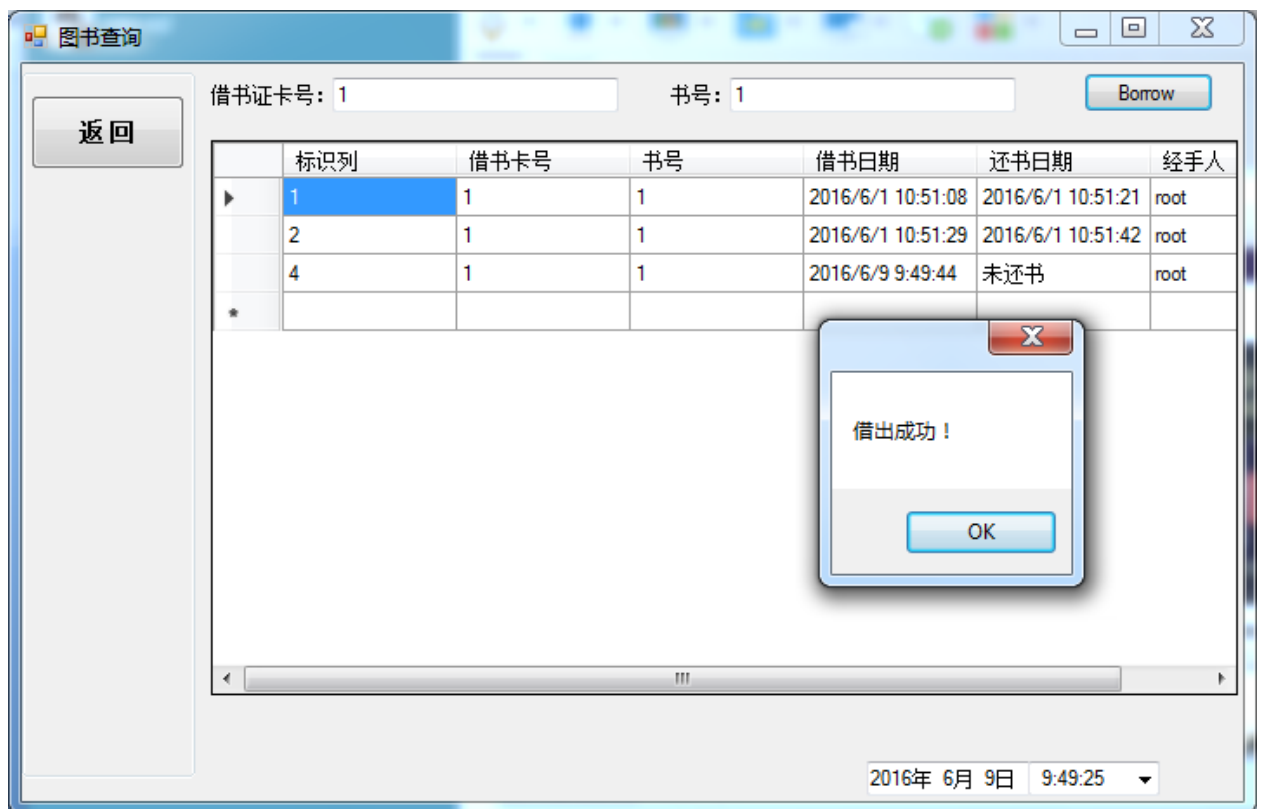 图书查询
返回
借书证卡号: 1 书号: 1 Borrow
标识列 借书卡号 书号 借书日期 还书日期 经手人
1 1 1 2016/6/1 10:51:08 2016/6/1 10:51:21 root
2 1 1 2016/6/1 10:51:29 2016/6/1 10:51:42 root
4 1 1 2016/6/9 9:49:44 未还书 root
借出成功！
OK
2016年 6月 9日 9:49:25